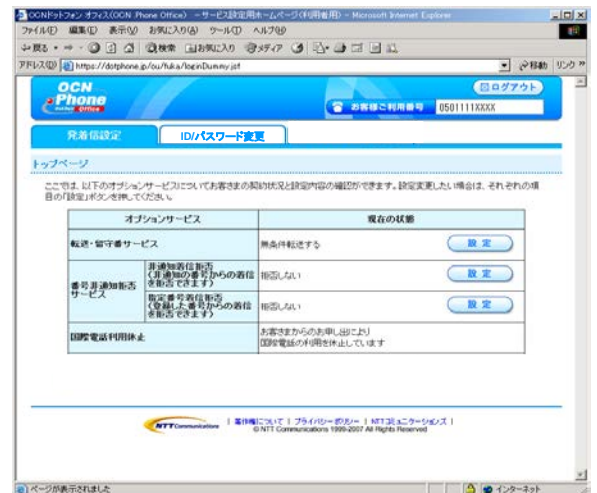 OCNドットフォン オフィス(OCN Phone Office) －サービス設定用ホームページ(利用者用) - Microsoft Internet Explorer
ファイル(F) 編集(E) 表示(V) お気に入り(A) ツール(T) ヘルプ(H)
戻る 検索 お気に入り メディア
アドレス(D) https://dotphone.jp/ou/fuka/loginDummy.jsf 移動 リンク »
OCN
Phone
Office
ログアウト
お客様ご利用番号 0501111XXXX
発着信設定 ID/パスワード変更
トップページ
ここでは、以下のオプションサービスについてお客さまの契約状況と設定内容の確認ができます。設定変更したい場合は、それぞれの項
目の「設定」ボタンを押してください。
オプションサービス 現在の状態
転送・留守番サービス 無条件転送する 設 定
番号非通知拒否
サービス
非通知着信拒否
(非通知の番号からの着信
を拒否できます)
拒否しない 設 定
指定番号着信拒否
(登録した番号からの着信
を拒否できます)
拒否しない 設 定
国際電話利用休止
お客さまからのお申し出により
国際電話の利用を休止しています
NTT Communications | 著作権について | プライバシーポリシー | NTTコミュニケーションズ |
© NTT Communications 1999-2007 All Rights Reserved
ページが表示されました インターネット